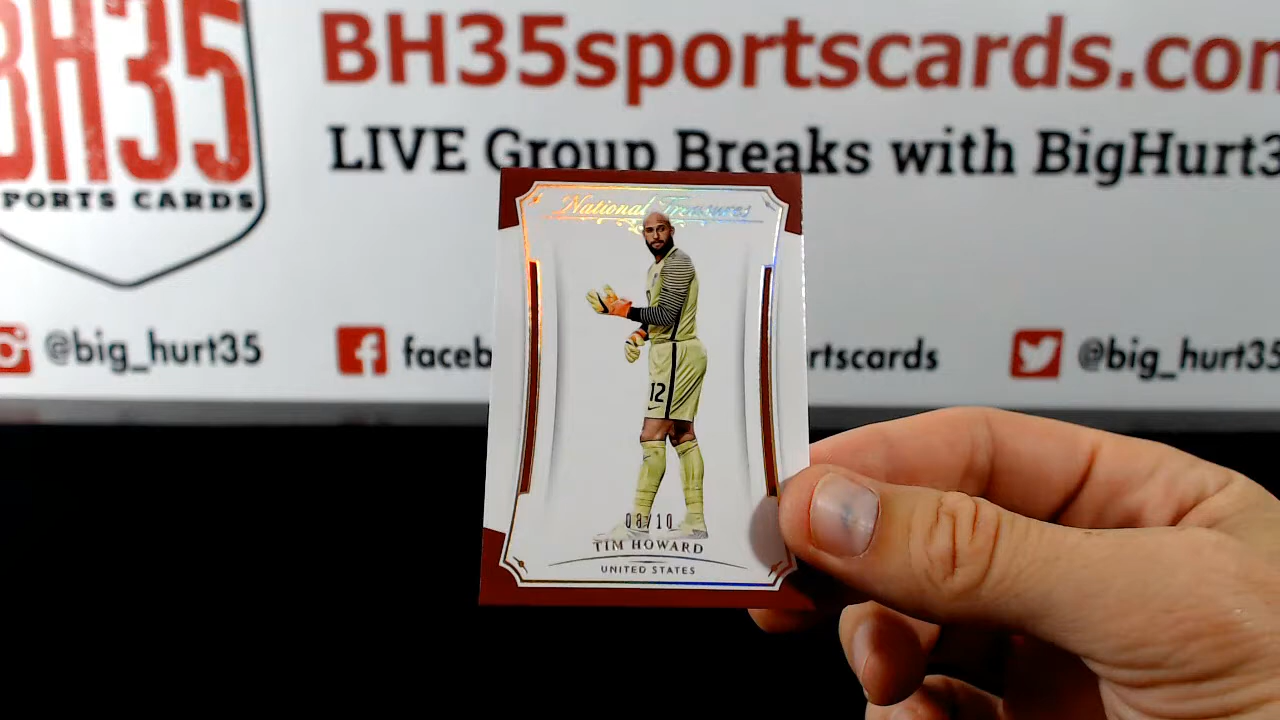 BH35
SPORTS CARDS
BH35sportscards.com
LIVE Group Breaks with BigHurt3
@big_hurt35
faceb
rtscards
@big_hurt35
National Treasures
12
08/10
TIM HOWARD
UNITED STATES